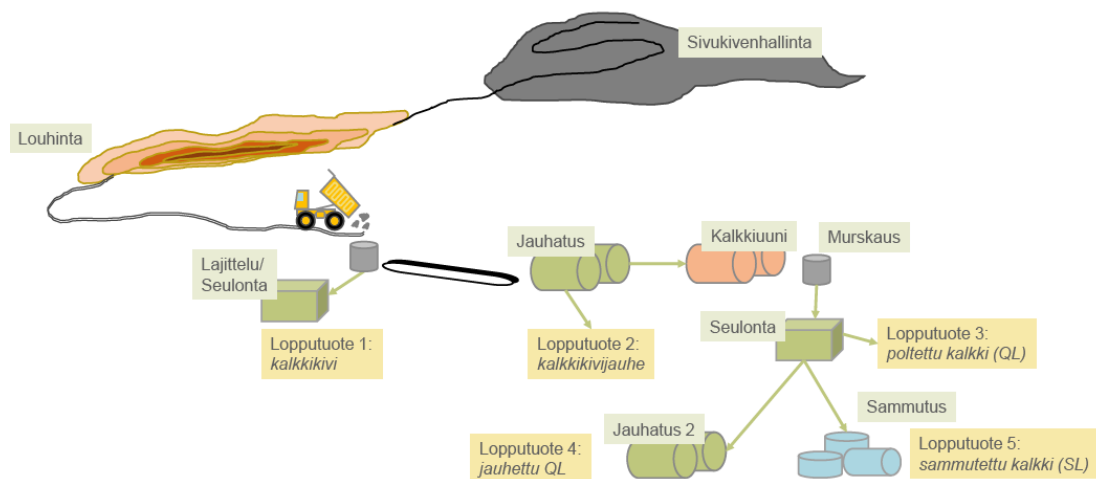 Sivukivenhallinta
Louhinta
Jauhatus
Kalkkiuuni
Murskaus
Lajittelu/
Seulonta
Seulonta
Lopputuote 1:
kalkkikivi
Lopputuote 2:
kalkkikivijauhe
Lopputuote 3:
poltettu kalkki (QL)
Sammutus
Jauhatus 2
Lopputuote 4:
jauhettu QL
Lopputuote 5:
sammutettu kalkki (SL)